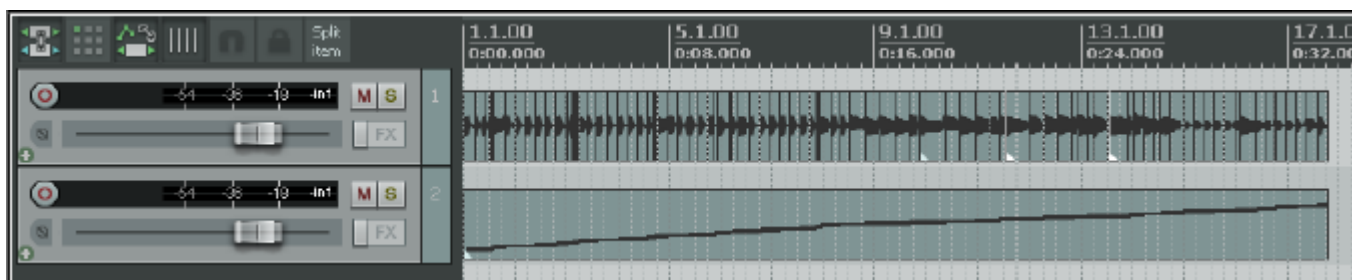 Split
item
1.1.00 5.1.00 9.1.00 13.1.00 17.1.0
0:00.000 0:08.000 0:16.000 0:24.000 0:32.00
-54 -36 -18 -inf M S 1
FX
-54 -36 -18 -inf M S 2
FX